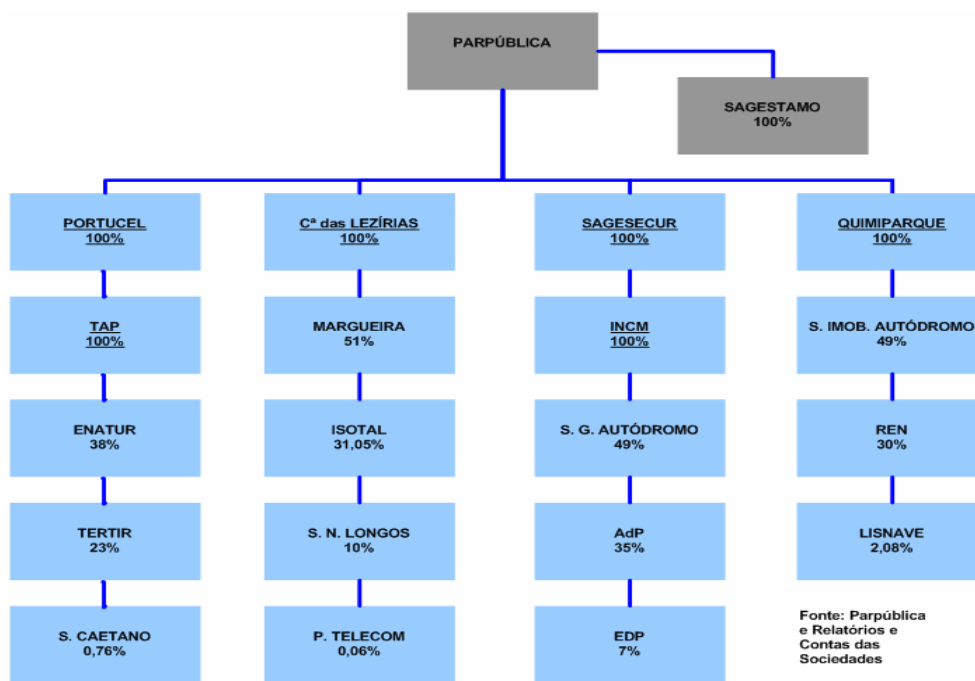 PARPÚBLICA
SAGESTAMO
100%
PORTUCEL
100%
Cª das LEZÍRIAS
100%
SAGESECUR
100%
QUIMIPARQUE
100%
TAP
100%
MARGUEIRA
51%
INCM
100%
S. IMOB. AUTÓDROMO
49%
ENATUR
38%
ISOTAL
31,05%
S. G. AUTÓDROMO
49%
REN
30%
TERTIR
23%
S. N. LONGOS
10%
AdP
35%
LISNAVE
2,08%
S. CAETANO
0,76%
P. TELECOM
0,06%
EDP
7%
Fonte: Parpública
e Relatórios e
Contas das
Sociedades